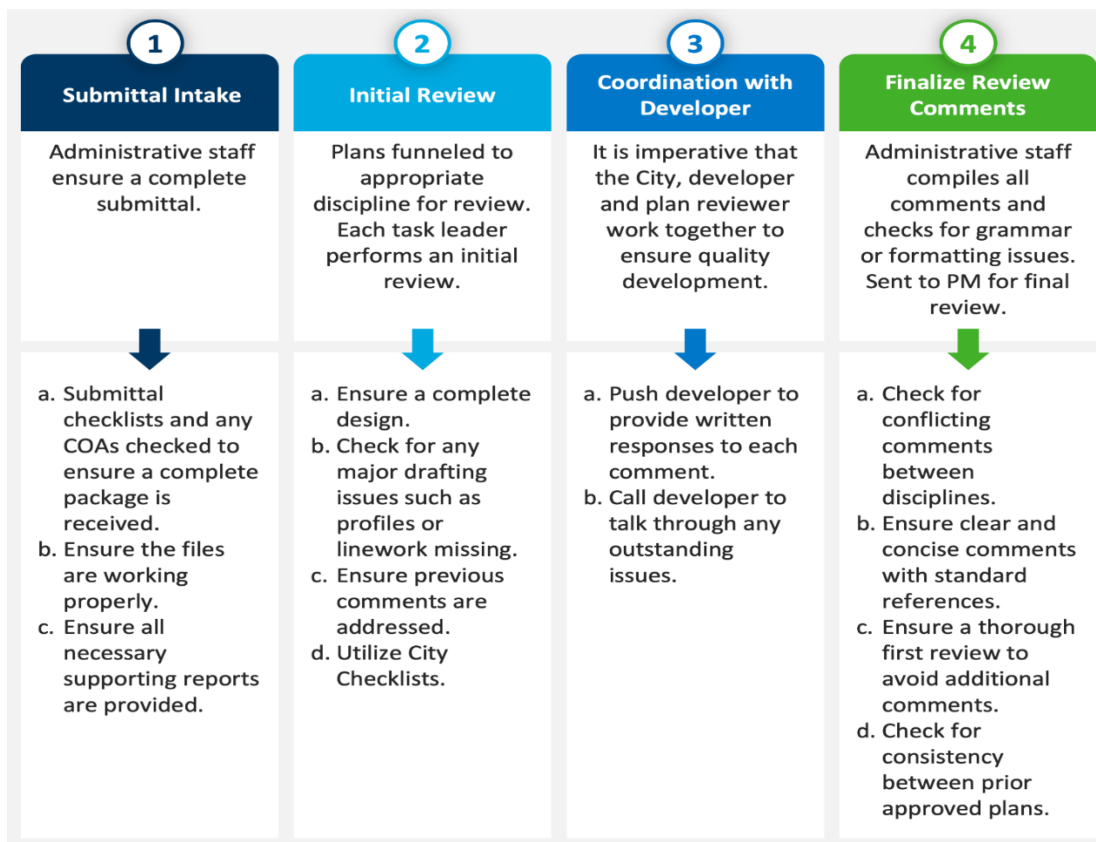 1
Submittal Intake
Administrative staff
ensure a complete
submittal.
a. Submittal
checklists and any
COAs checked to
ensure a complete
package is
received.
b. Ensure the files
are working
properly.
c. Ensure all
necessary
supporting reports
are provided.
2
Initial Review
Plans funneled to
appropriate
discipline for review.
Each task leader
performs an initial
review.
a. Ensure a complete
design.
b. Check for any
major drafting
issues such as
profiles or
linework missing.
c. Ensure previous
comments are
addressed.
d. Utilize City
Checklists.
3
Coordination with
Developer
It is imperative that
the City, developer
and plan reviewer
work together to
ensure quality
development.
a. Push developer to
provide written
responses to each
comment.
b. Call developer to
talk through any
outstanding
issues.
4
Finalize Review
Comments
Administrative staff
compiles all
comments and
checks for grammar
or formatting issues.
Sent to PM for final
review.
a. Check for
conflicting
comments
between
disciplines.
b. Ensure clear and
concise comments
with standard
references.
c. Ensure a thorough
first review to
avoid additional
comments.
d. Check for
consistency
between prior
approved plans.